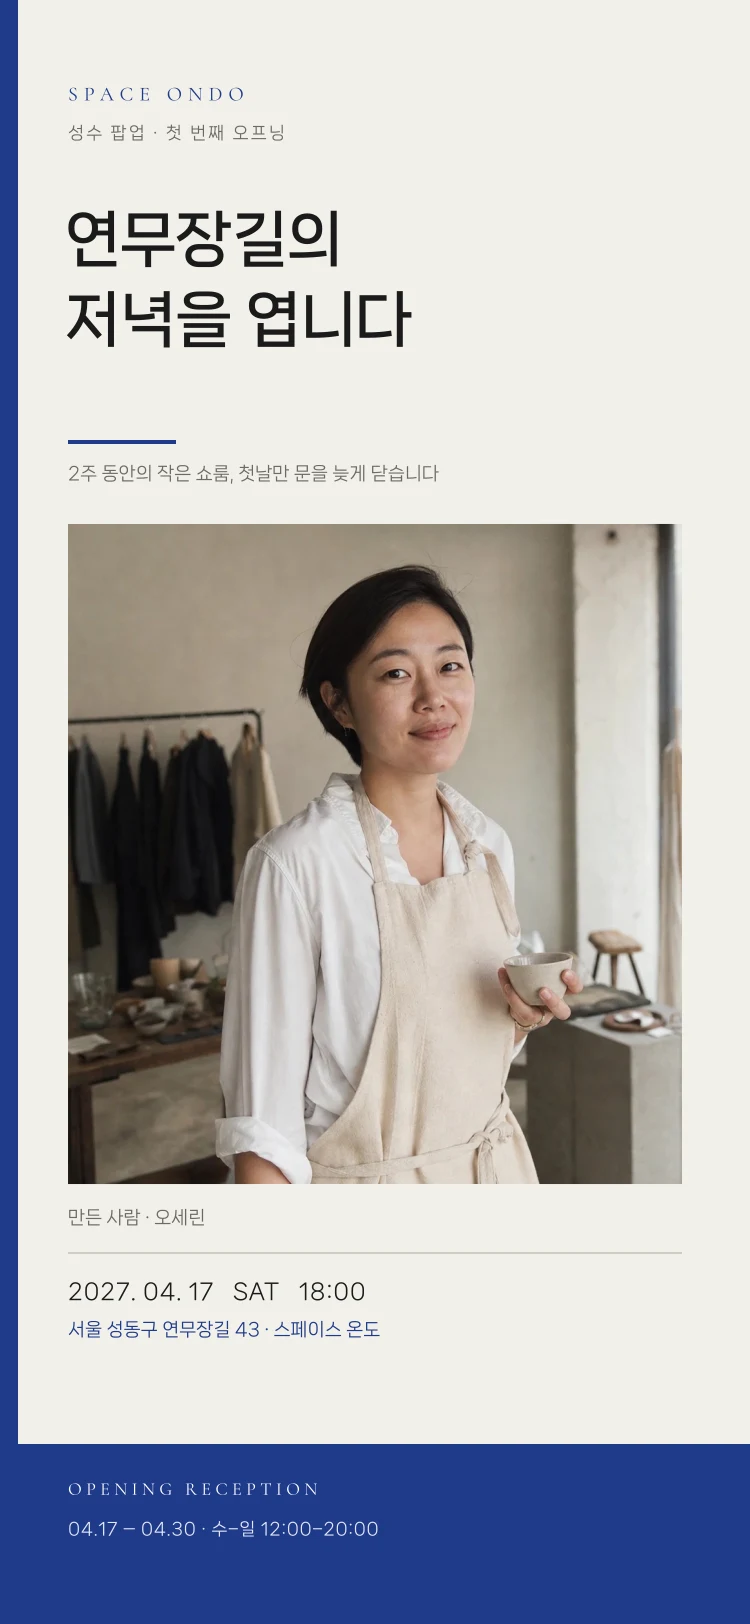 SPACE ONDO
성수 팝업 · 첫 번째 오프닝
연무장길의
저녁을 엽니다
2주 동안의 작은 쇼룸, 첫날만 문을 늦게 닫습니다
만든 사람 · 오세린
2027. 04. 17 SAT 18:00
서울 성동구 연무장길 43 · 스페이스 온도
OPENING RECEPTION
04.17 – 04.30 · 수–일 12:00–20:00